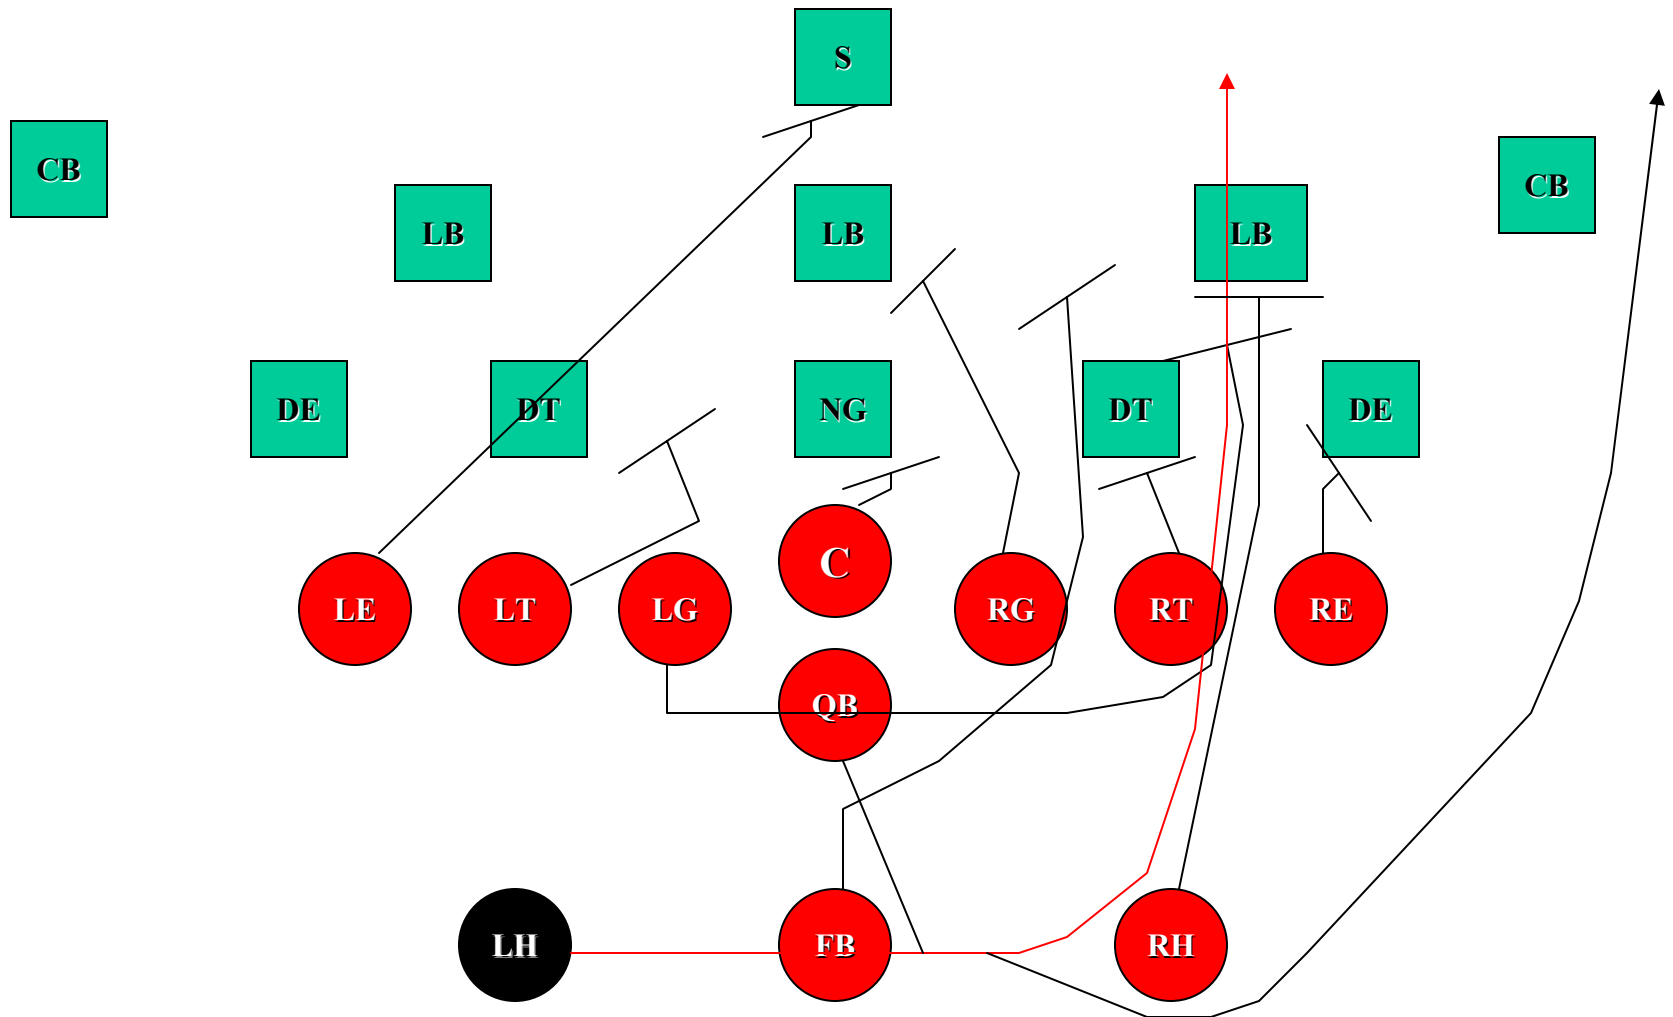 S
CB
CB
LB
LB
LB
DE
DT
NG
DT
DE
C
LE
LT
LG
RG
RT
RE
QB
LH
FB
RH